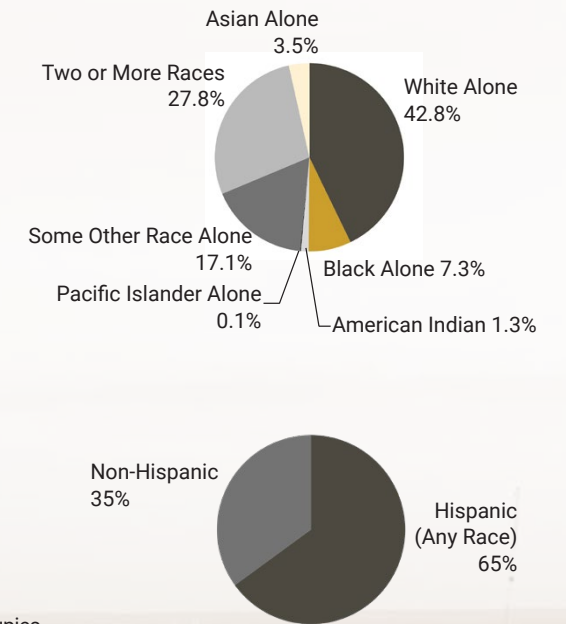 Asian Alone
3.5%
Two or More Races
27.8%
White Alone
42.8%
Some Other Race Alone
17.1%
Black Alone 7.3%
Pacific Islander Alone
0.1%
American Indian 1.3%
Non-Hispanic
35%
Hispanic
(Any Race)
65%